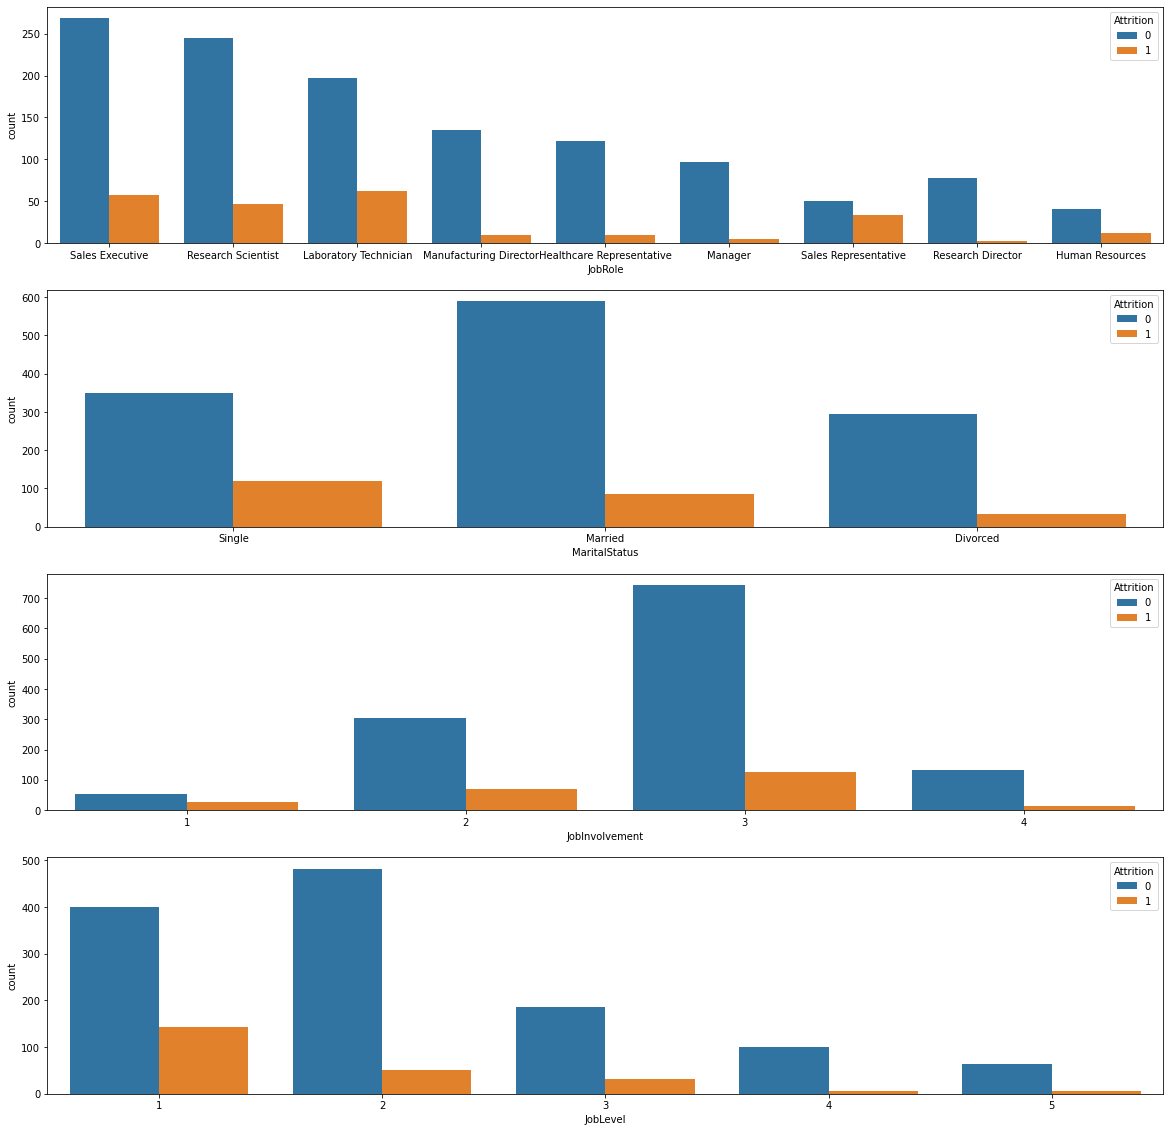 Attrition
0
1
250
200
150
100
50
0
count
Sales Executive Research Scientist Laboratory Technician Manufacturing Director Healthcare Representative Manager Sales Representative Research Director Human Resources
JobRole
Attrition
0
1
600
500
400
300
200
100
0
count
Single Married Divorced
MaritalStatus
Attrition
0
1
700
600
500
400
300
200
100
0
count
1 2 3 4
JobInvolvement
Attrition
0
1
500
400
300
200
100
0
count
1 2 3 4 5
JobLevel